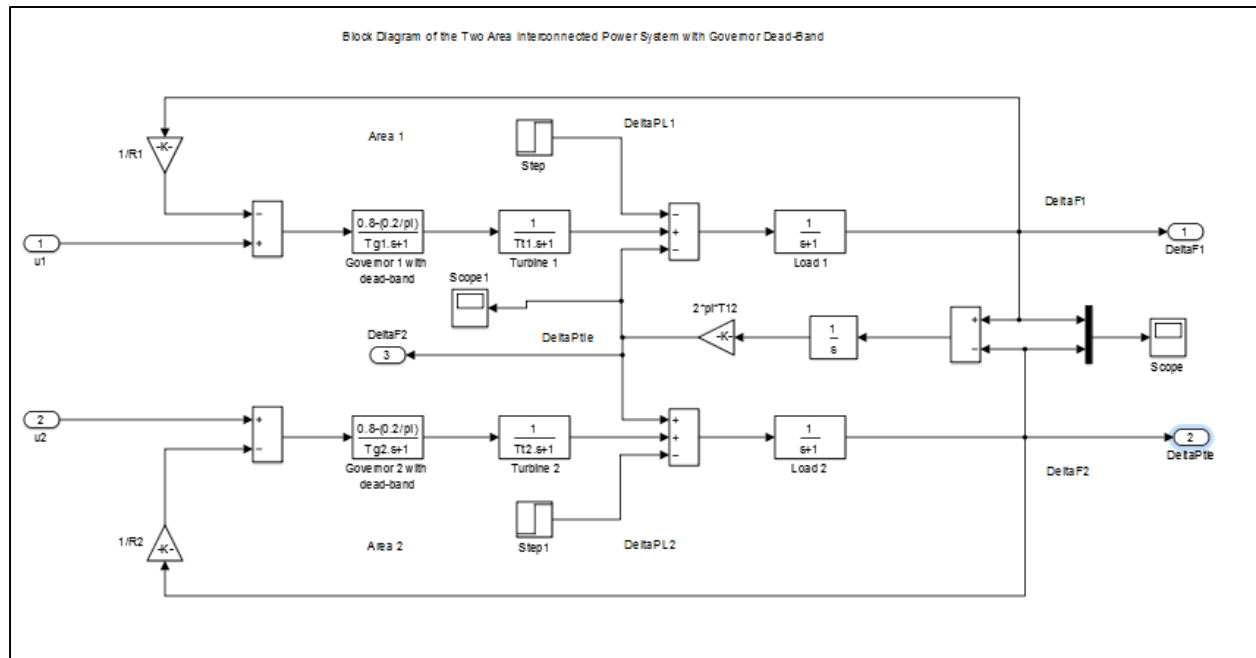 Block Diagram of the Two Area Interconnected Power System with Governor Dead-Band
DeltaPL1
Area 1
-K-
1/R1
Step
DeltaF1
0.8-(0.2/pi)
Tg1.s+1
1
Tt1.s+1
1
s+1
1
u1
Governor 1 with
dead-band
Turbine 1
Load 1
1
DeltaF1
Scope1
2*pi*T12
DeltaF2
3
DeltaPtie
-K-
1
s
Scope
2
u2
0.8-(0.2/pi)
Tg2.s+1
1
Tt2.s+1
1
s+1
2
DeltaPtie
Governor 2 with
dead-band
Turbine 2
Load 2
DeltaF2
1/R2
-K-
Area 2
Step1
DeltaPL2